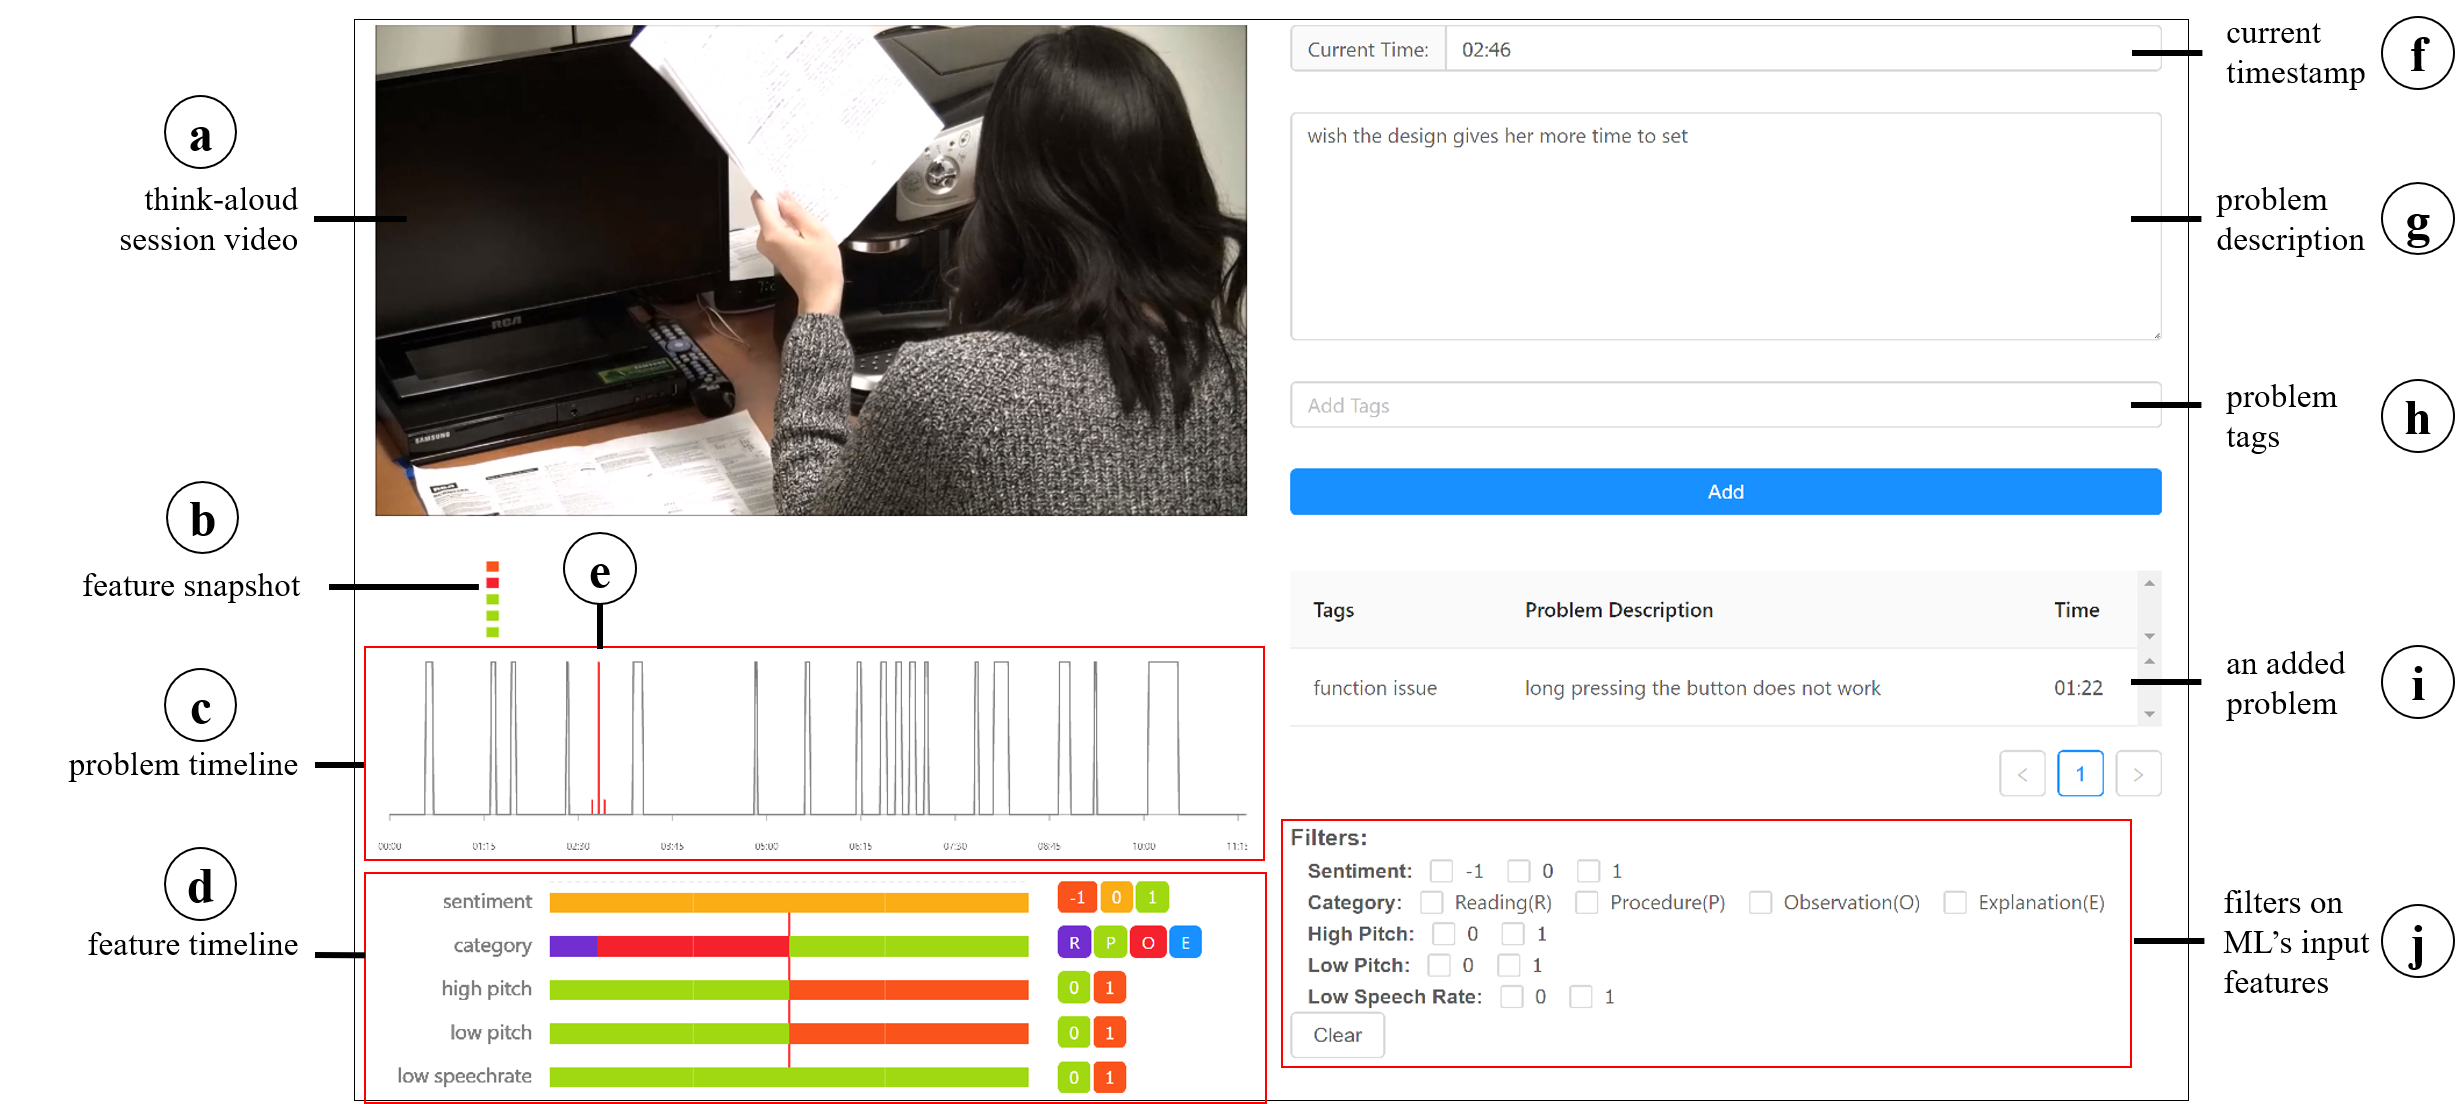 a
think-aloud
session video
b
feature snapshot
c
problem timeline
d
feature timeline
e
RCA
SAMSUNG
RCA
Current Time: 02:46
wish the design gives her more time to set
Add Tags
Add
Tags Problem Description Time
function issue long pressing the button does not work 01:22
< 1 >
00:00 01:15 02:30 03:45 05:00 06:15 07:30 08:45 10:00
sentiment -1 0 1
category R P O E
high pitch 0 1
low pitch 0 1
low speechrate 0 1
Filters:
Sentiment: -1 0 1
Category: Reading(R) Procedure(P) Observation(O) Explanation(E)
High Pitch: 0 1
Low Pitch: 0 1
Low Speech Rate: 0 1
Clear
current
timestamp
f
problem
description
g
problem
tags
h
an added
problem
i
filters on
ML's input
features
j